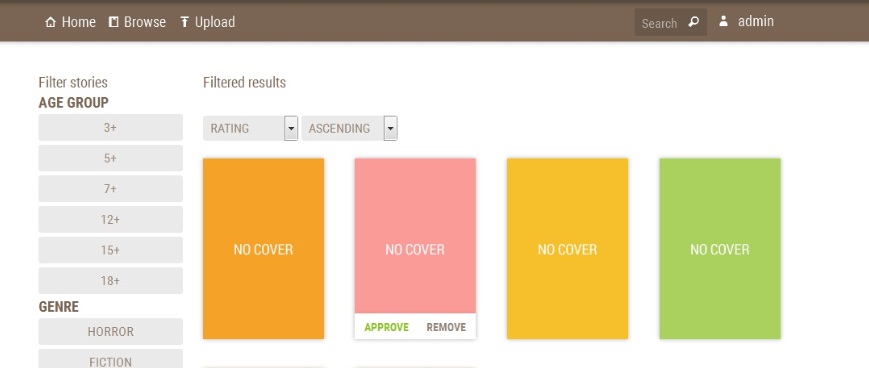 Home Browse Upload Search admin
Filter stories
AGE GROUP
3+
5+
7+
12+
15+
18+
GENRE
HORROR
FICTION
Filtered results
RATING ASCENDING
NO COVER NO COVER NO COVER NO COVER
APPROVE REMOVE